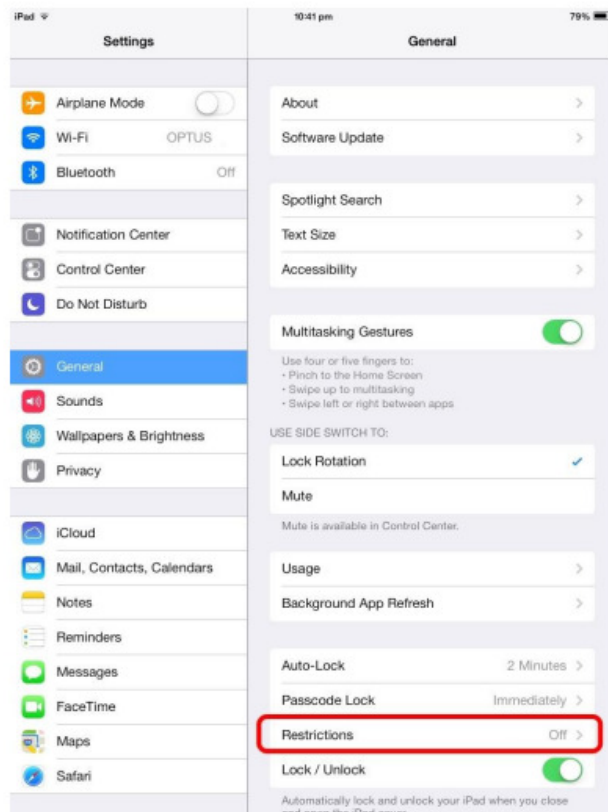 iPad
10:41 pm
79%
Settings
General
Airplane Mode
Wi-Fi OPTUS
Bluetooth Off
Notification Center
Control Center
Do Not Disturb
General
Sounds
Wallpapers & Brightness
Privacy
iCloud
Mail, Contacts, Calendars
Notes
Reminders
Messages
FaceTime
Maps
Safari
About
Software Update
Spotlight Search
Text Size
Accessibility
Multitasking Gestures
Use four or five fingers to:
• Pinch to the Home Screen
• Swipe up to multitasking
• Swipe left or right between apps
USE SIDE SWITCH TO:
Lock Rotation
Mute
Mute is available in Control Center.
Usage
Background App Refresh
Auto-Lock 2 Minutes
Passcode Lock Immediately
Restrictions Off
Lock / Unlock
Automatically lock and unlock your iPad when you close
and open the iPad cover.